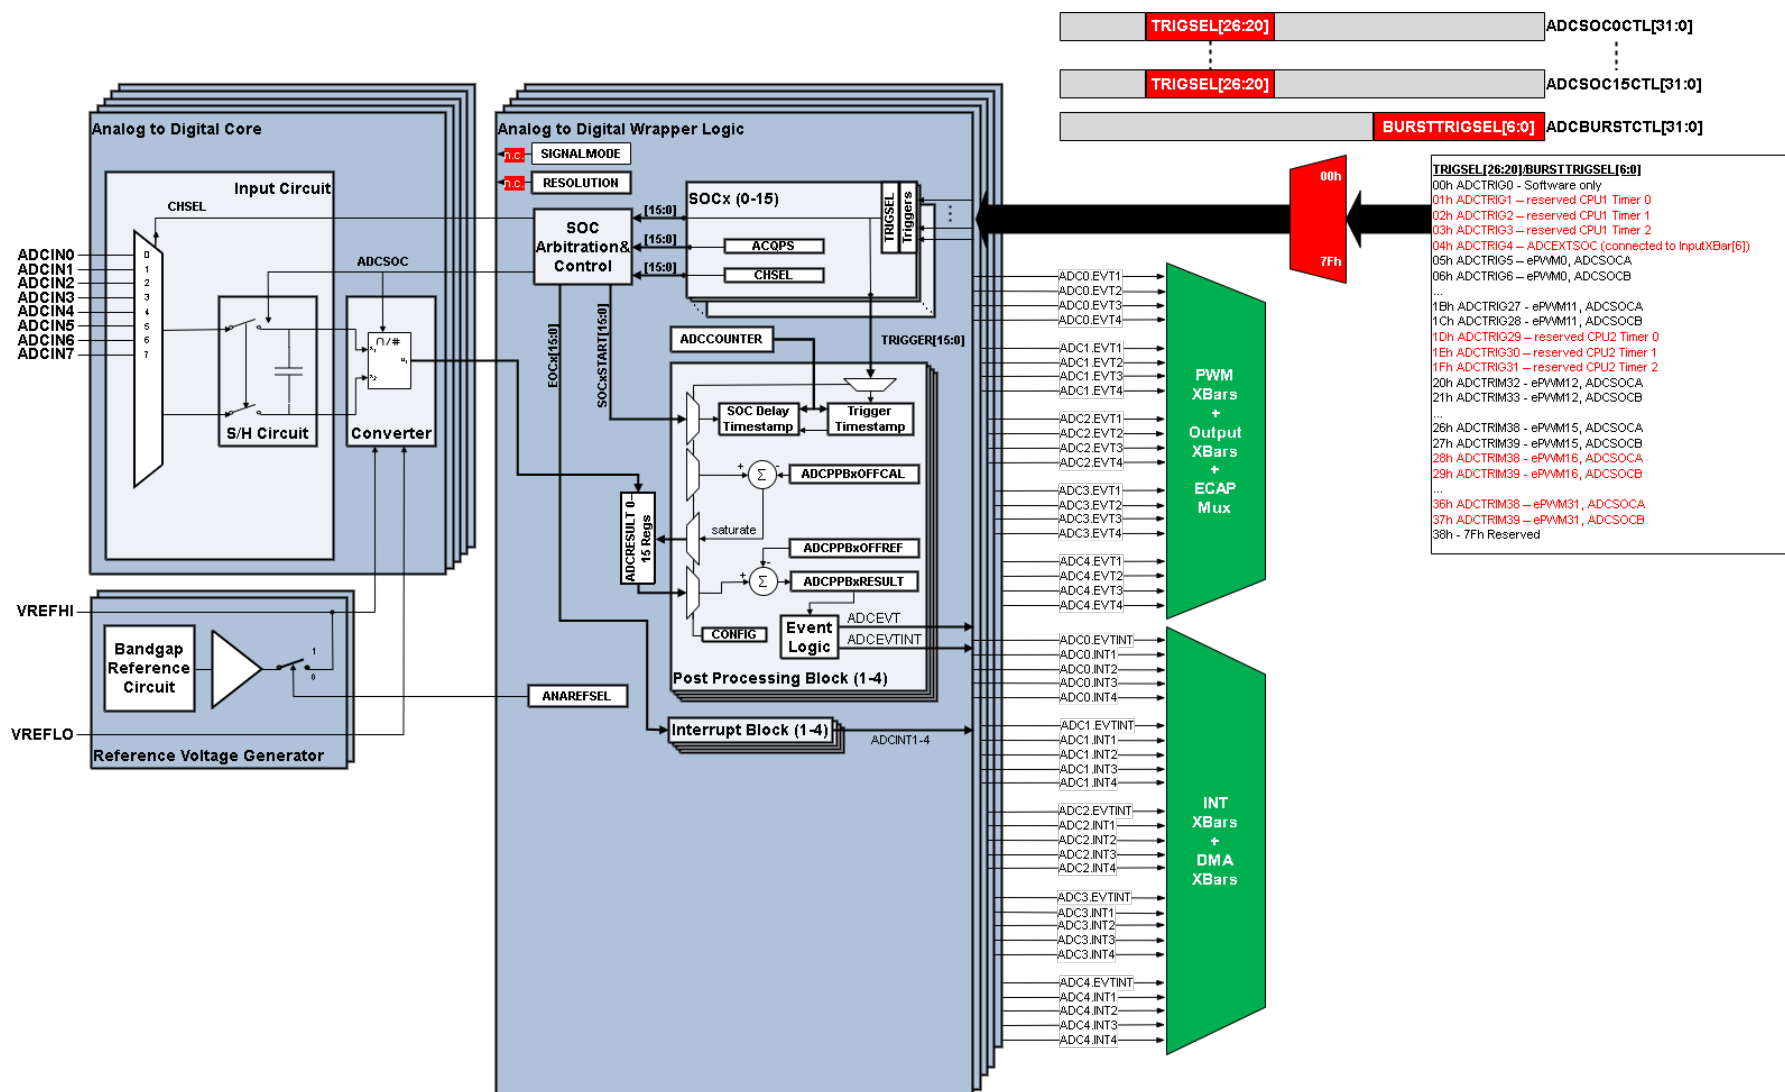 TRIGSEL[26:20]
ADCSOC0CTL[31:0]
TRIGSEL[26:20]
ADCSOC15CTL[31:0]
BURSTTRIGSEL[6:0]
ADCBURSTCTL[31:0]
TRIGSEL[26:20]/BURSTTRIGSEL[6:0]
00h ADCTRIG0 - Software only
01h ADCTRIG1 – reserved CPU1 Timer 0
02h ADCTRIG2 – reserved CPU1 Timer 1
03h ADCTRIG3 – reserved CPU1 Timer 2
04h ADCTRIG4 – ADCEXTSOC (connected to InputXBar[6])
05h ADCTRIG5 - ePWM0, ADCSOCA
06h ADCTRIG6 - ePWM0, ADCSOCB
...
1Bh ADCTRIG27 - ePWM11, ADCSOCA
1Ch ADCTRIG28 - ePWM11, ADCSOCB
1Dh ADCTRIG29 – reserved CPU2 Timer 0
1Eh ADCTRIG30 – reserved CPU2 Timer 1
1Fh ADCTRIG31 – reserved CPU2 Timer 2
20h ADCTRIM32 - ePWM12, ADCSOCA
21h ADCTRIM33 - ePWM12, ADCSOCB
...
26h ADCTRIM38 - ePWM15, ADCSOCA
27h ADCTRIM39 - ePWM15, ADCSOCB
28h ADCTRIM38 – ePWM16, ADCSOCA
29h ADCTRIM39 – ePWM16, ADCSOCB
...
36h ADCTRIM38 – ePWM31, ADCSOCA
37h ADCTRIM39 – ePWM31, ADCSOCB
38h - 7Fh Reserved
00h
7Fh
Analog to Digital Core
Input Circuit
CHSEL
ADCSOC
ADCIN0
ADCIN1
ADCIN2
ADCIN3
ADCIN4
ADCIN5
ADCIN6
ADCIN7
0
1
2
3
4
5
6
7
S/H Circuit
∩/#
Converter
VREFHI
VREFLO
Bandgap
Reference
Circuit
1
0
Reference Voltage Generator
Analog to Digital Wrapper Logic
n.c.
SIGNALMODE
n.c.
RESOLUTION
SOC
Arbitration&
Control
[15:0]
[15:0]
[15:0]
SOCx (0-15)
ACQPS
CHSEL
TRIGSEL
Triggers
EOCx[15:0]
SOCxSTART[15:0]
ADCCOUNTER
TRIGGER[15:0]
SOC Delay
Timestamp
Trigger
Timestamp
+
Σ
-
ADCPPBxOFFCAL
saturate
ADCRESULT 0–
15 Regs
ADCPPBxOFFREF
+
Σ
-
ADCPPBxRESULT
CONFIG
Event
Logic
ADCEVT
ADCEVTINT
Post Processing Block (1-4)
ANAREFSEL
Interrupt Block (1-4)
ADCINT1-4
ADC0.EVT1
ADC0.EVT2
ADC0.EVT3
ADC0.EVT4
ADC1.EVT1
ADC1.EVT2
ADC1.EVT3
ADC1.EVT4
ADC2.EVT1
ADC2.EVT2
ADC2.EVT3
ADC2.EVT4
ADC3.EVT1
ADC3.EVT2
ADC3.EVT3
ADC3.EVT4
ADC4.EVT1
ADC4.EVT2
ADC4.EVT3
ADC4.EVT4
PWM
XBars
+
Output
XBars
+
ECAP
Mux
ADC0.EVTINT
ADC0.INT1
ADC0.INT2
ADC0.INT3
ADC0.INT4
ADC1.EVTINT
ADC1.INT1
ADC1.INT2
ADC1.INT3
ADC1.INT4
ADC2.EVTINT
ADC2.INT1
ADC2.INT2
ADC2.INT3
ADC2.INT4
ADC3.EVTINT
ADC3.INT1
ADC3.INT2
ADC3.INT3
ADC3.INT4
ADC4.EVTINT
ADC4.INT1
ADC4.INT2
ADC4.INT3
ADC4.INT4
INT
XBars
+
DMA
XBars